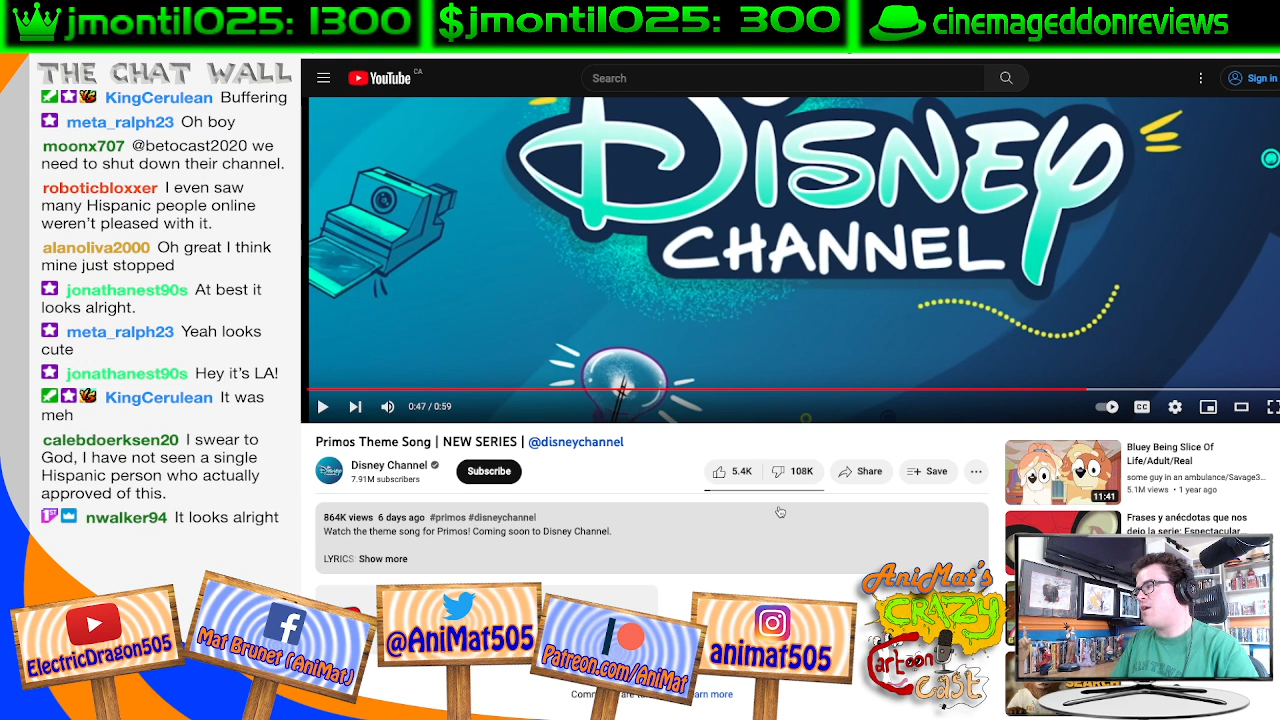 jmontil025: 1300
$jmontil025: 300
cinemageddonreviews
THE CHAT WALL
KingCerulean Buffering
meta_ralph23 Oh boy
moonx707 @betocast2020 we
need to shut down their channel.
roboticbloxxer I even saw
many Hispanic people online
weren't pleased with it.
alanoliva2000 Oh great I think
mine just stopped
jonathanest90s At best it
looks alright.
meta_ralph23 Yeah looks
cute
jonathanest90s Hey it's LA!
KingCerulean It was
meh
calebdoerksen20 I swear to
God, I have not seen a single
Hispanic person who actually
approved of this.
nwalker94 It looks alright
YouTube CA
Search
Sign in
DISNEY
CHANNEL
0:47 / 0:59
CC
Primos Theme Song | NEW SERIES | @disneychannel
Disney Channel
7.91M subscribers
Subscribe
5.4K
108K
Share
Save
864K views 6 days ago #primos #disneychannel
Watch the theme song for Primos! Coming soon to Disney Channel.
LYRICS: Show more
Bluey Being Slice Of
Life/Adult/Real
some guy in an ambulance/Savage3...
5.1M views • 1 year ago
11:41
Frases y anécdotas que nos
dejo la serie: Espectacular
ElectricDragon505
Mat Brunet (AniMat)
@AniMat505
Patreon.com/AniMat
animat505
AniMat's
CRAZY
Cartoon
Cast
SEARCH